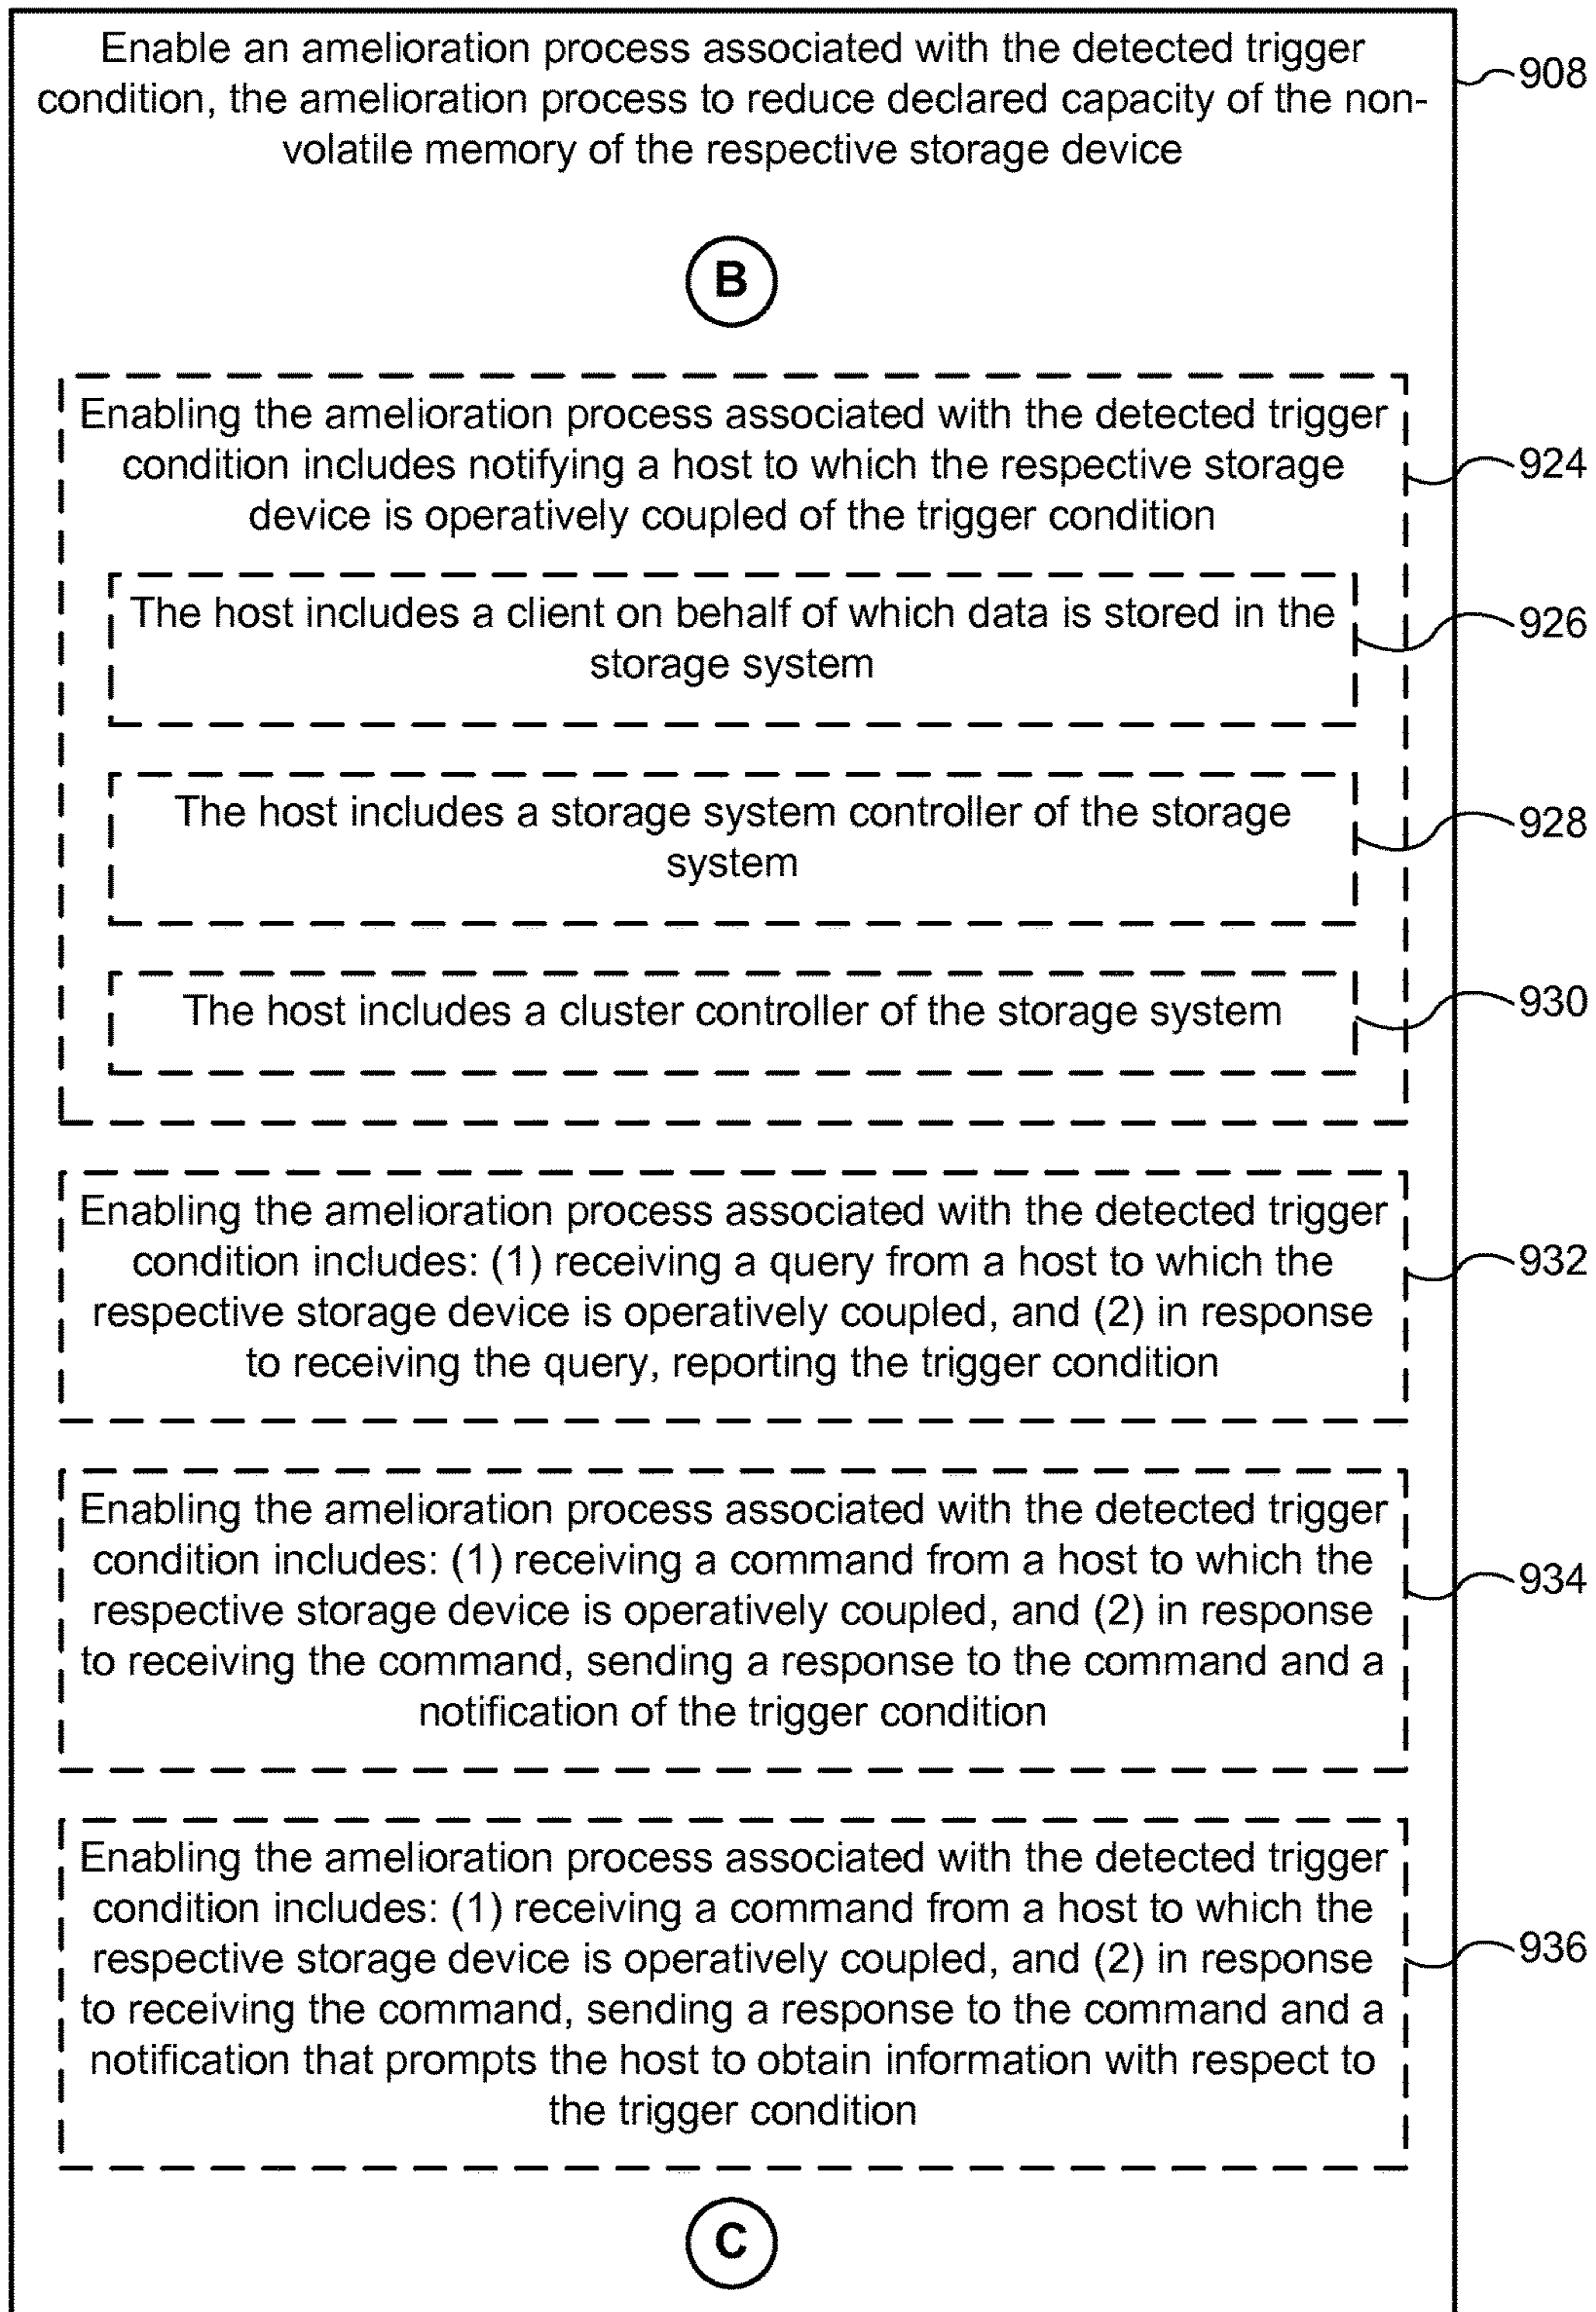 Enable an amelioration process associated with the detected trigger
condition, the amelioration process to reduce declared capacity of the non-
volatile memory of the respective storage device
908
B
Enabling the amelioration process associated with the detected trigger
condition includes notifying a host to which the respective storage
device is operatively coupled of the trigger condition
924
The host includes a client on behalf of which data is stored in the
storage system
926
The host includes a storage system controller of the storage
system
928
The host includes a cluster controller of the storage system
930
Enabling the amelioration process associated with the detected trigger
condition includes: (1) receiving a query from a host to which the
respective storage device is operatively coupled, and (2) in response
to receiving the query, reporting the trigger condition
932
Enabling the amelioration process associated with the detected trigger
condition includes: (1) receiving a command from a host to which the
respective storage device is operatively coupled, and (2) in response
to receiving the command, sending a response to the command and a
notification of the trigger condition
934
Enabling the amelioration process associated with the detected trigger
condition includes: (1) receiving a command from a host to which the
respective storage device is operatively coupled, and (2) in response
to receiving the command, sending a response to the command and a
notification that prompts the host to obtain information with respect to
the trigger condition
936
C